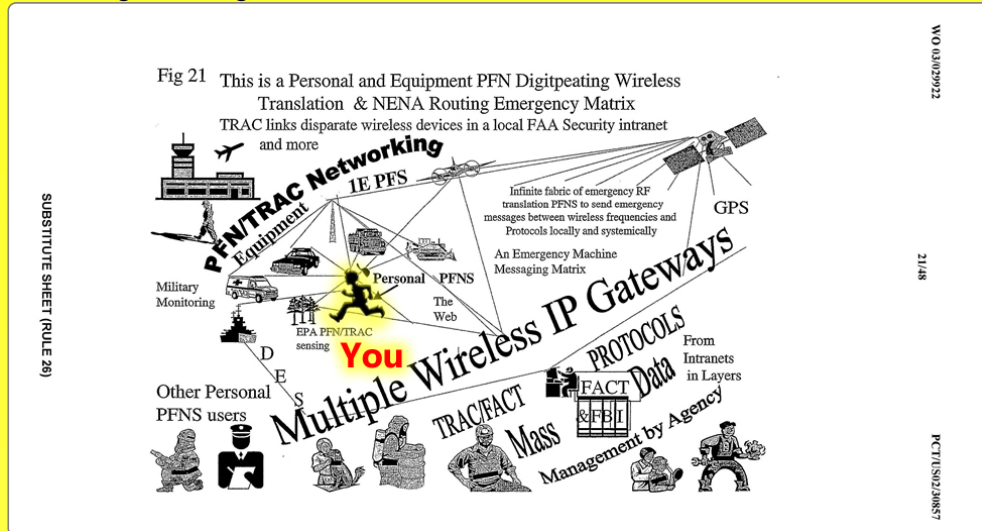 Fig 21 This is a Personal and Equipment PFN Digitpeating Wireless
Translation & NENA Routing Emergency Matrix
TRAC links disparate wireless devices in a local FAA Security intranet
and more
PFN/TRAC Networking
1E PFS
Equipment
Infinite fabric of emergency RF
translation PFNS to send emergency
messages between wireless frequencies and
Protocols locally and systemically
GPS
An Emergency Machine
Messaging Matrix
Personal PFNS
The
Web
Military
Monitoring
EPA PFN/TRAC
sensing
You
D
E
S
Multiple Wireless IP Gateways
Other Personal
PFNS users
PROTOCOLS
Data
From
Intranets
in Layers
FACT
&FBI
TRAC/FACT
Mass
Management by Agency
SUBSTITUTE SHEET (RULE 26)
WO 03/029922
21/48
PCT/US02/30857